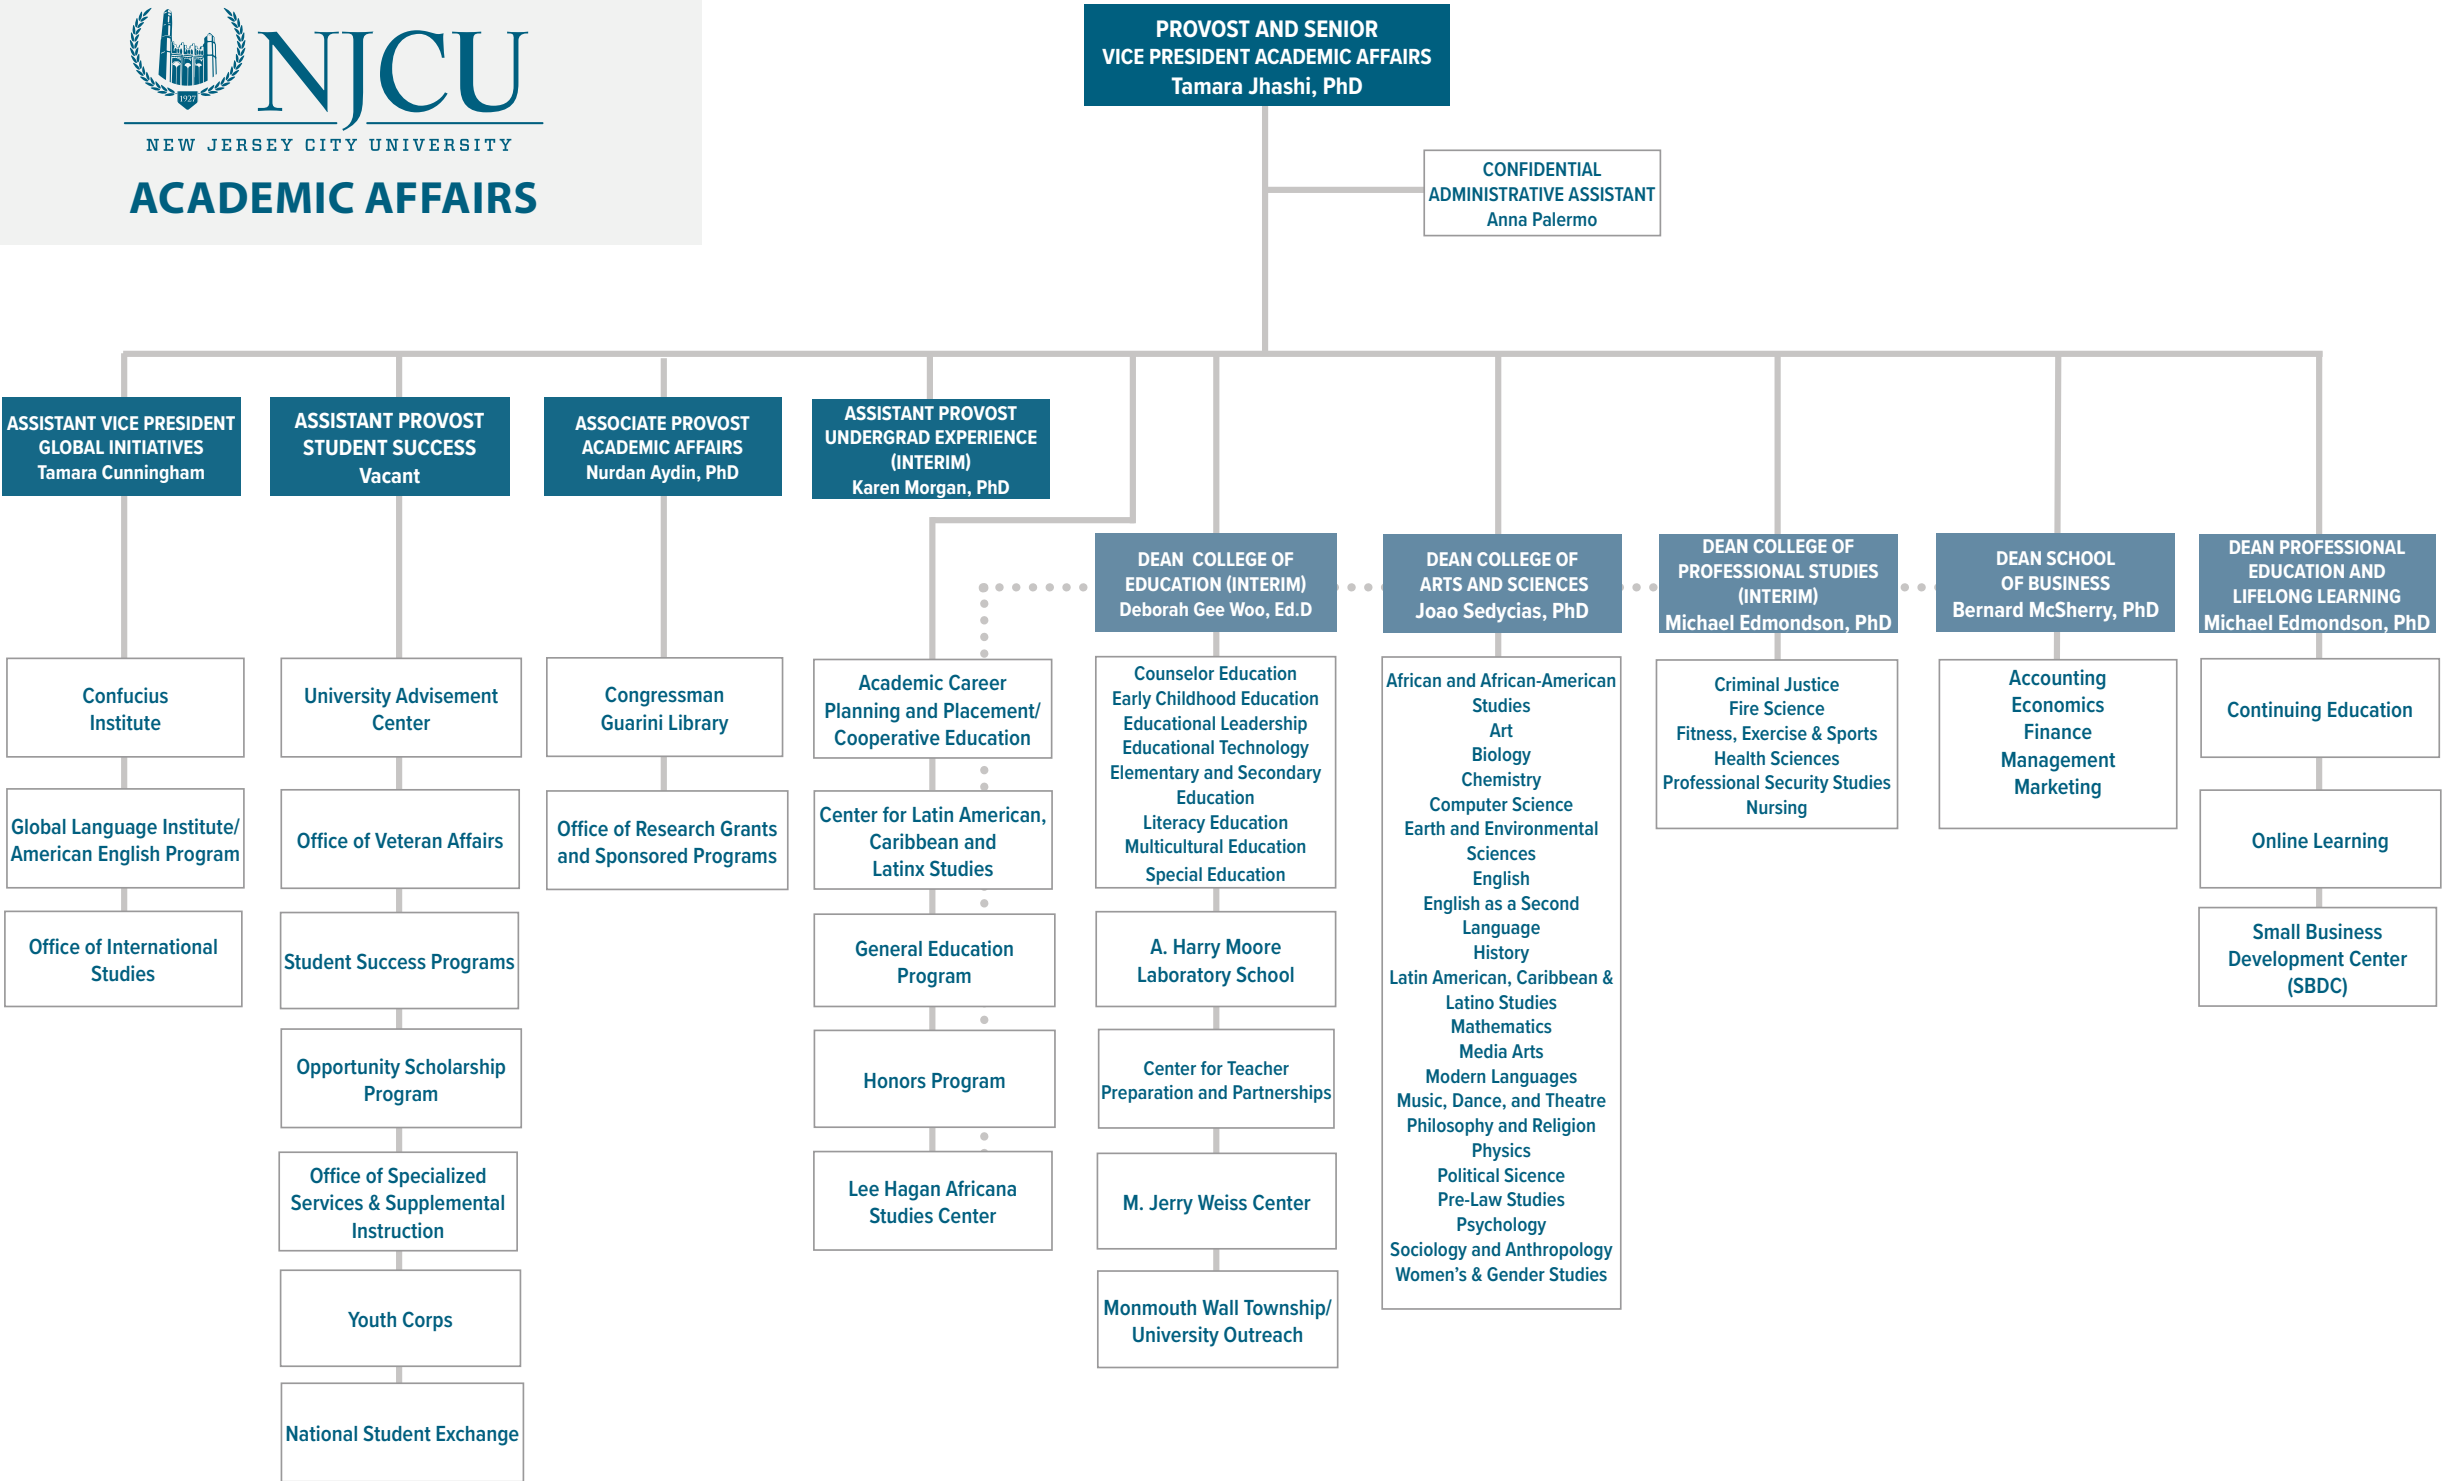 1927
NJCU
NEW JERSEY CITY UNIVERSITY
ACADEMIC AFFAIRS
PROVOST AND SENIOR
VICE PRESIDENT ACADEMIC AFFAIRS
Tamara Jhashi, PhD
CONFIDENTIAL
ADMINISTRATIVE ASSISTANT
Anna Palermo
ASSISTANT VICE PRESIDENT
GLOBAL INITIATIVES
Tamara Cunningham
ASSISTANT PROVOST
STUDENT SUCCESS
Vacant
ASSOCIATE PROVOST
ACADEMIC AFFAIRS
Nurdan Aydin, PhD
ASSISTANT PROVOST
UNDERGRAD EXPERIENCE
(INTERIM)
Karen Morgan, PhD
DEAN COLLEGE OF
EDUCATION (INTERIM)
Deborah Gee Woo, Ed.D
DEAN COLLEGE OF
ARTS AND SCIENCES
Joao Sedycias, PhD
DEAN COLLEGE OF
PROFESSIONAL STUDIES
(INTERIM)
Michael Edmondson, PhD
DEAN SCHOOL
OF BUSINESS
Bernard McSherry, PhD
DEAN PROFESSIONAL
EDUCATION AND
LIFELONG LEARNING
Michael Edmondson, PhD
Confucius
Institute
Global Language Institute/
American English Program
Office of International
Studies
University Advisement
Center
Office of Veteran Affairs
Student Success Programs
Opportunity Scholarship
Program
Office of Specialized
Services & Supplemental
Instruction
Youth Corps
National Student Exchange
Congressman
Guarini Library
Office of Research Grants
and Sponsored Programs
Academic Career
Planning and Placement/
Cooperative Education
Center for Latin American,
Caribbean and
Latinx Studies
General Education
Program
Honors Program
Lee Hagan Africana
Studies Center
Counselor Education
Early Childhood Education
Educational Leadership
Educational Technology
Elementary and Secondary
Education
Literacy Education
Multicultural Education
Special Education
A. Harry Moore
Laboratory School
Center for Teacher
Preparation and Partnerships
M. Jerry Weiss Center
Monmouth Wall Township/
University Outreach
African and African-American
Studies
Art
Biology
Chemistry
Computer Science
Earth and Environmental
Sciences
English
English as a Second
Language
History
Latin American, Caribbean &
Latino Studies
Mathematics
Media Arts
Modern Languages
Music, Dance, and Theatre
Philosophy and Religion
Physics
Political Sicence
Pre-Law Studies
Psychology
Sociology and Anthropology
Women’s & Gender Studies
Criminal Justice
Fire Science
Fitness, Exercise & Sports
Health Sciences
Professional Security Studies
Nursing
Accounting
Economics
Finance
Management
Marketing
Continuing Education
Online Learning
Small Business
Development Center
(SBDC)